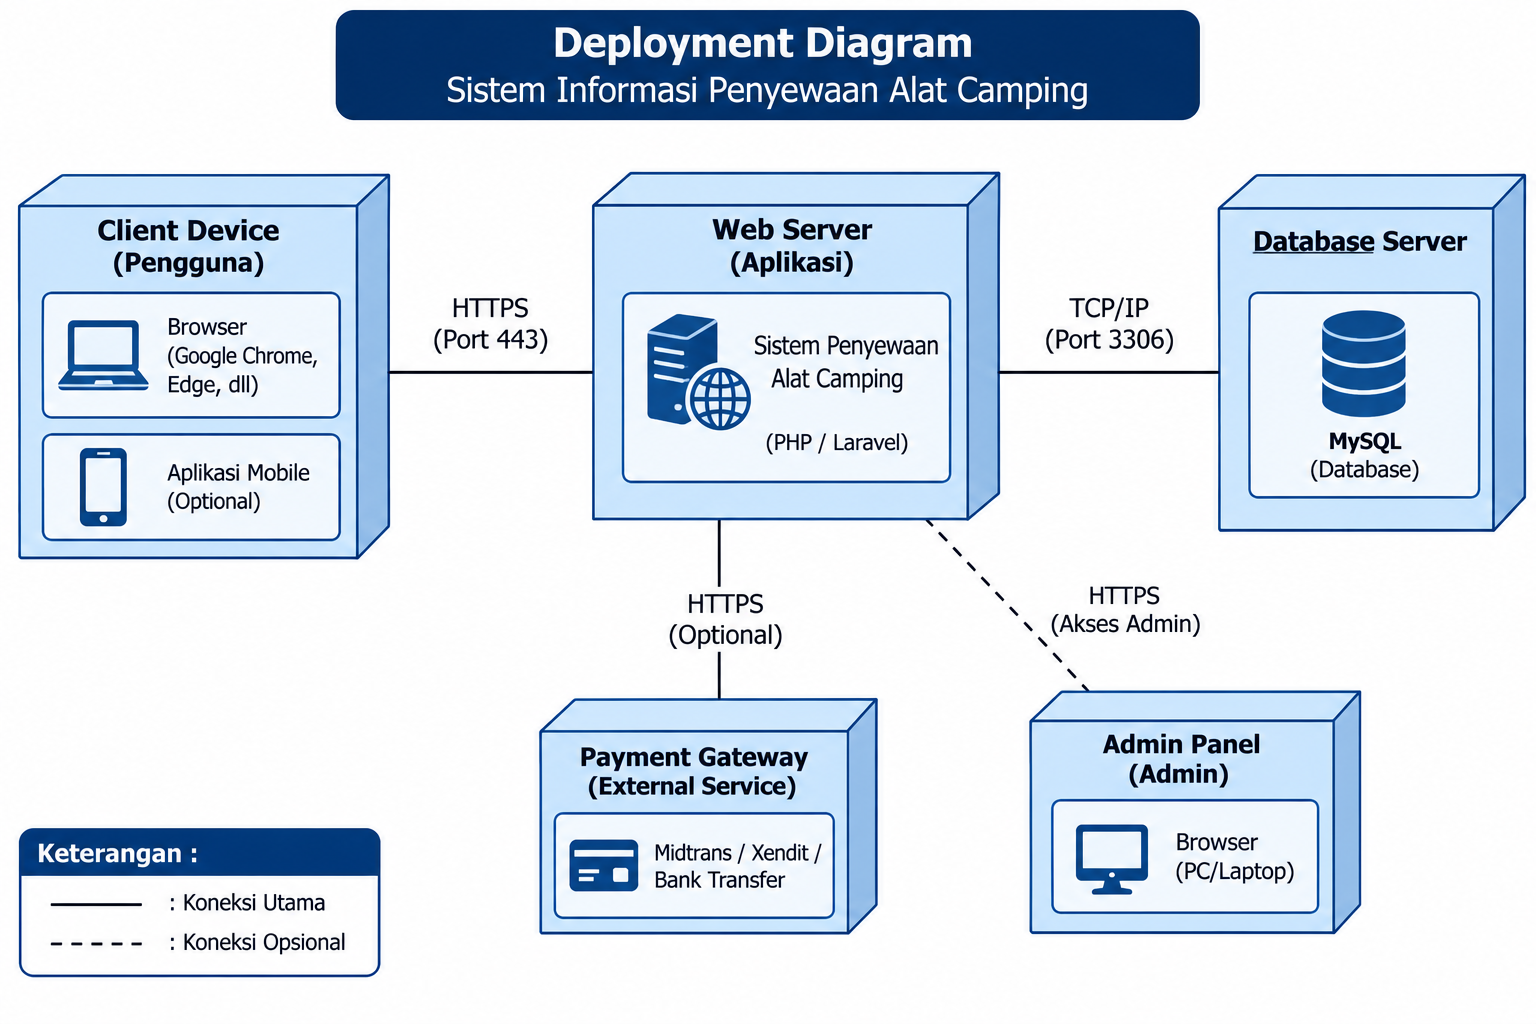 Deployment Diagram
Sistem Informasi Penyewaan Alat Camping
Client Device
(Pengguna)
Browser
(Google Chrome,
Edge, dll)
Aplikasi Mobile
(Optional)
HTTPS
(Port 443)
Web Server
(Aplikasi)
Sistem Penyewaan
Alat Camping
(PHP / Laravel)
TCP/IP
(Port 3306)
Database Server
MySQL
(Database)
HTTPS
(Optional)
HTTPS
(Akses Admin)
Payment Gateway
(External Service)
Midtrans / Xendit /
Bank Transfer
Admin Panel
(Admin)
Browser
(PC/Laptop)
Keterangan :
: Koneksi Utama
: Koneksi Opsional